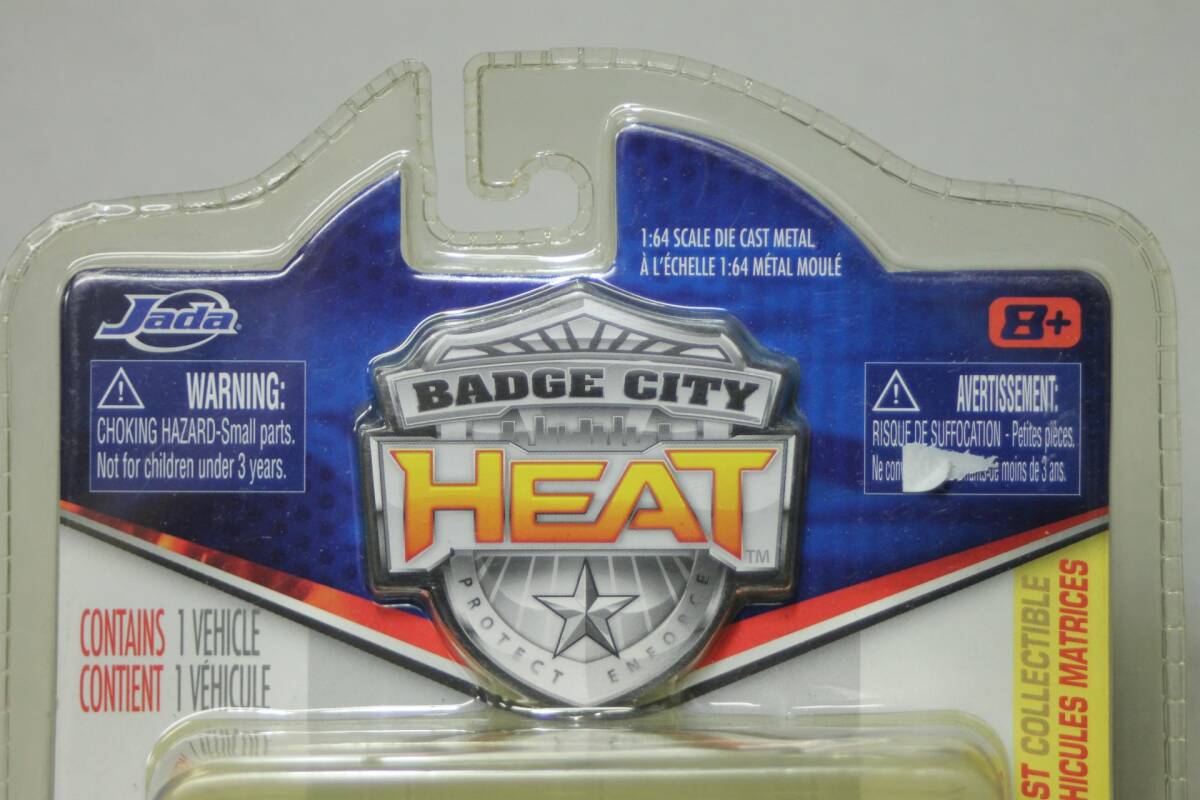 1:64 SCALE DIE CAST METAL
À L'ÉCHELLE 1:64 MÉTAL MOULÉ
Jada
8+
WARNING:
CHOKING HAZARD-Small parts.
Not for children under 3 years.
BADGE CITY
HEAT TM
PROTECT ENFORCE
AVERTISSEMENT:
RISQUE DE SUFFOCATION - Petites pièces.
Ne de moins de 3 ans.
CONTAINS 1 VEHICLE
CONTIENT 1 VÉHICULE
COLLECTIBLE
MATRICES